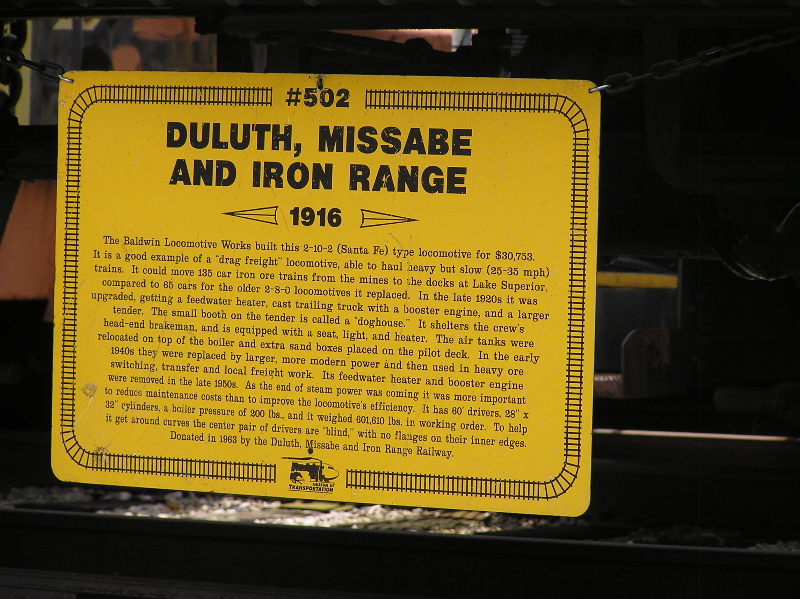 #502
DULUTH, MISSABE
AND IRON RANGE
1916
The Baldwin Locomotive Works built this 2-10-2 (Santa Fe) type locomotive for $30,753.
It is a good example of a "drag freight" locomotive, able to haul heavy but slow (25-35 mph)
trains. It could move 135 car iron ore trains from the mines to the docks at Lake Superior,
compared to 65 cars for the older 2-8-0 locomotives it replaced. In the late 1920s it was
upgraded, getting a feedwater heater, cast trailing truck with a booster engine, and a larger
tender. The small booth on the tender is called a "doghouse." It shelters the crew's
head-end brakeman, and is equipped with a seat, light, and heater. The air tanks were
relocated on top of the boiler and extra sand boxes placed on the pilot deck. In the early
1940s they were replaced by larger, more modern power and then used in heavy ore
switching, transfer and local freight work. Its feedwater heater and booster engine
were removed in the late 1950s. As the end of steam power was coming it was more important
to reduce maintenance costs than to improve the locomotive's efficiency. It has 60" drivers, 28" x
32" cylinders, a boiler pressure of 200 lbs., and it weighed 601,610 lbs. in working order. To help
it get around curves the center pair of drivers are "blind," with no flanges on their inner edges.
Donated in 1963 by the Duluth, Missabe and Iron Range Railway.
MUSEUM OF
TRANSPORTATION